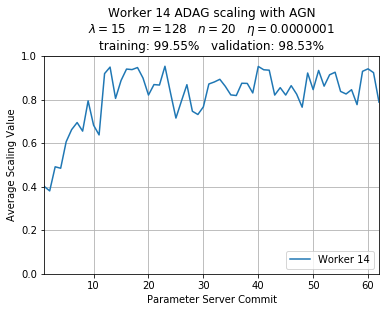 Worker 14 ADAG scaling with AGN
λ = 15 m = 128 n = 20 η = 0.0000001
training: 99.55% validation: 98.53%
1.0
0.8
0.6
0.4
0.2
0.0
Average Scaling Value
Worker 14
10 20 30 40 50 60
Parameter Server Commit